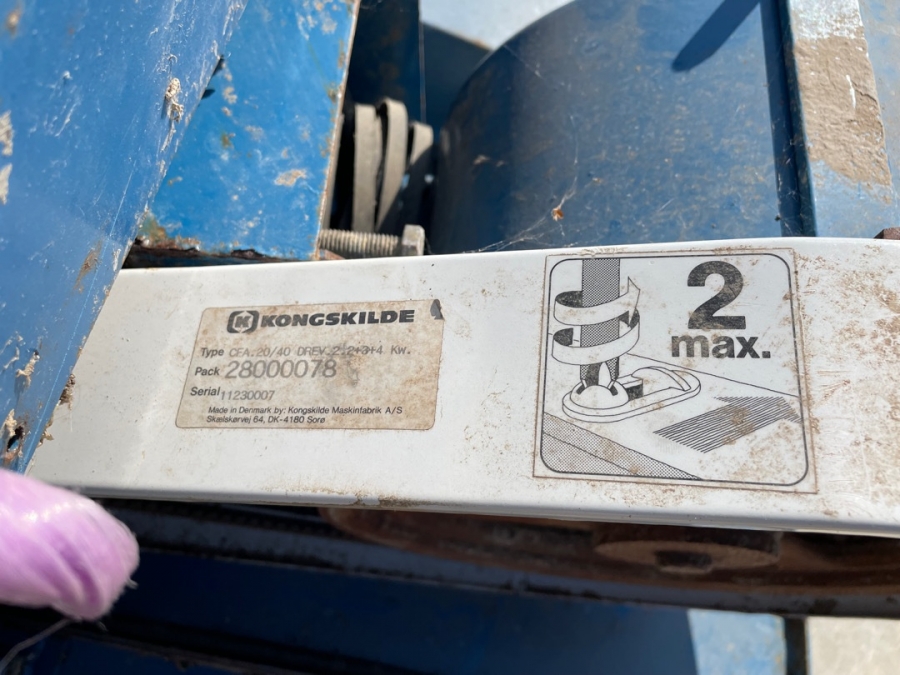 KONGSKILDE
Type CFA.20/40 DREV.2.2+3+4 Kw.
Pack 28000078
Serial 11230007
Made in Denmark by: Kongskilde Maskinfabrik A/S
Skælskørvej 64, DK-4180 Sorø
2
max.